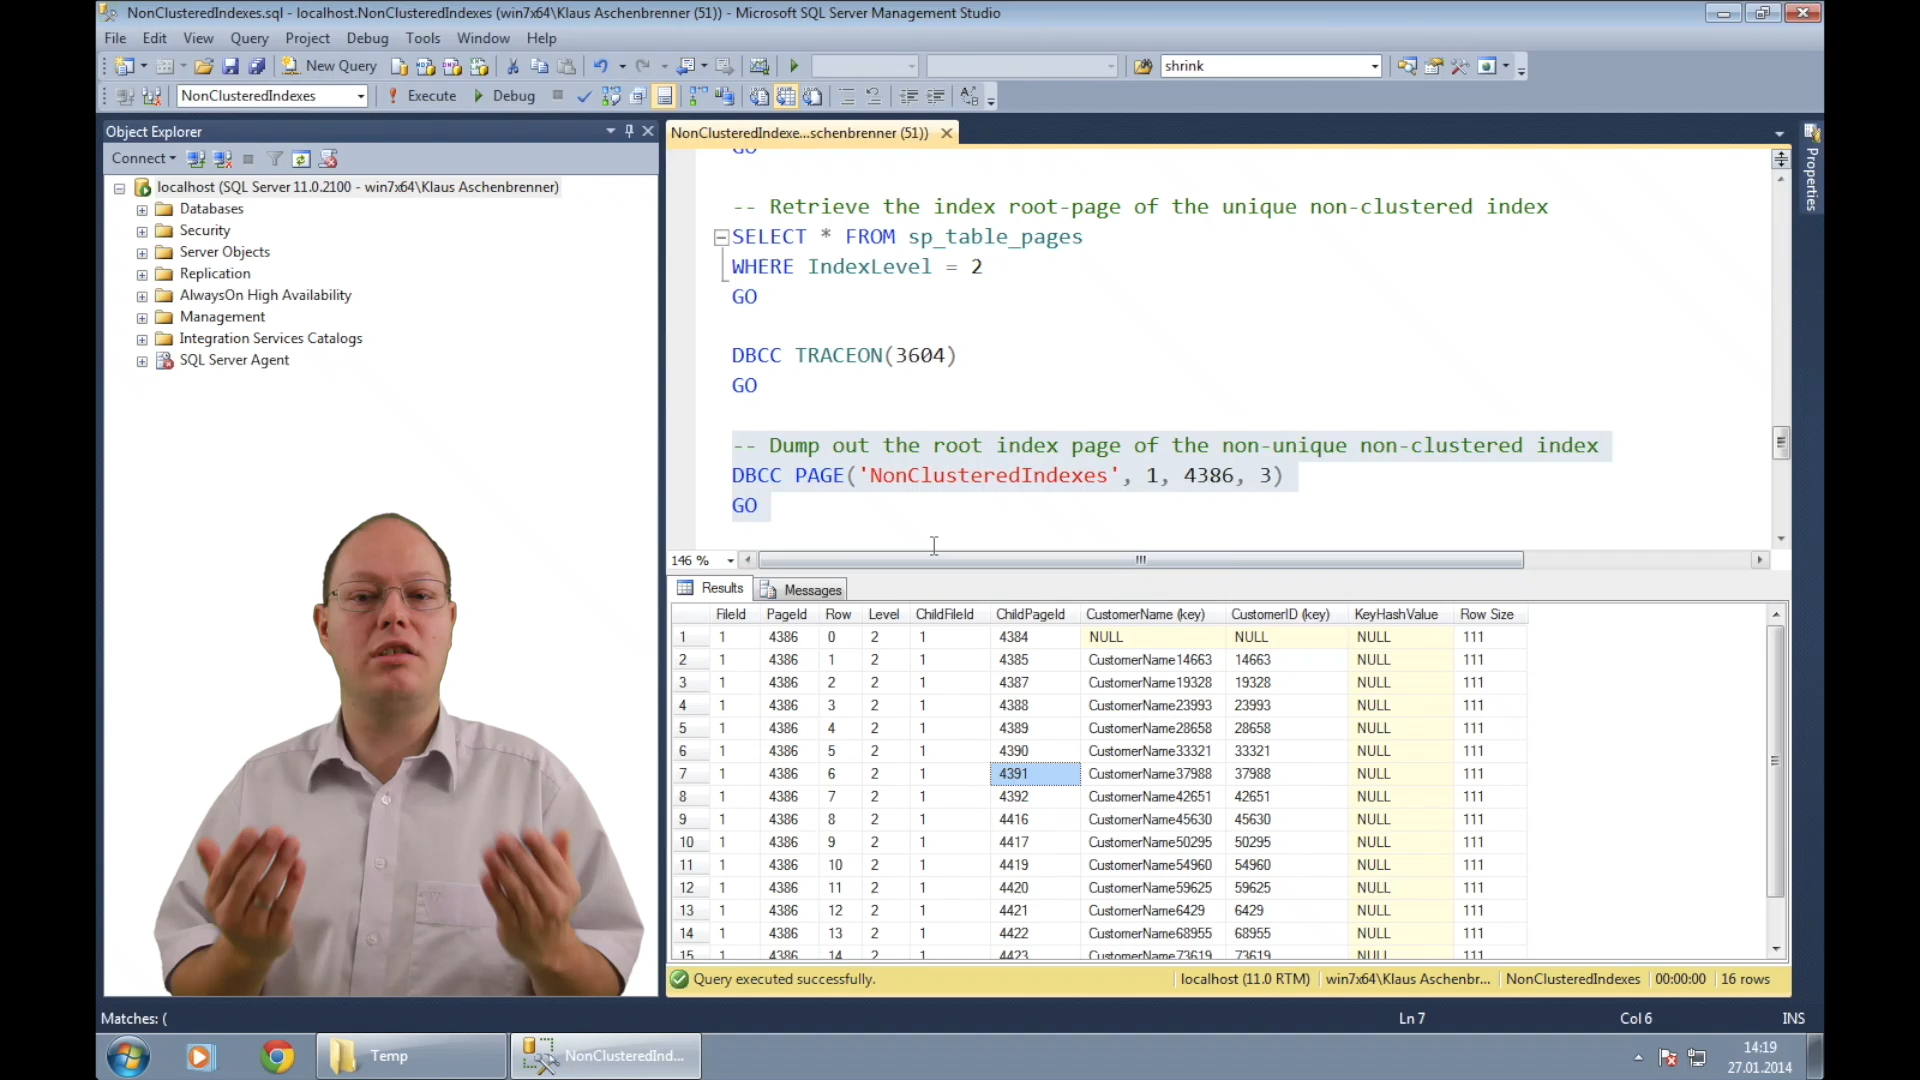 NonClusteredIndexes.sql - localhost.NonClusteredIndexes (win7x64\Klaus Aschenbrenner (51)) - Microsoft SQL Server Management Studio
File Edit View Query Project Debug Tools Window Help
New Query shrink
NonClusteredIndexes Execute Debug
Object Explorer
Connect
localhost (SQL Server 11.0.2100 - win7x64\Klaus Aschenbrenner)
Databases
Security
Server Objects
Replication
AlwaysOn High Availability
Management
Integration Services Catalogs
SQL Server Agent
NonClusteredIndexe...schenbrenner (51))
Properties
GO
-- Retrieve the index root-page of the unique non-clustered index
SELECT * FROM sp_table_pages
WHERE IndexLevel = 2
GO
DBCC TRACEON(3604)
GO
-- Dump out the root index page of the non-unique non-clustered index
DBCC PAGE('NonClusteredIndexes', 1, 4386, 3)
GO
146 %
Results Messages
FileId PageId Row Level ChildFileId ChildPageId CustomerName (key) CustomerID (key) KeyHashValue Row Size
1 1 4386 0 2 1 4384 NULL NULL NULL 111
2 1 4386 1 2 1 4385 CustomerName14663 14663 NULL 111
3 1 4386 2 2 1 4387 CustomerName19328 19328 NULL 111
4 1 4386 3 2 1 4388 CustomerName23993 23993 NULL 111
5 1 4386 4 2 1 4389 CustomerName28658 28658 NULL 111
6 1 4386 5 2 1 4390 CustomerName33321 33321 NULL 111
7 1 4386 6 2 1 4391 CustomerName37988 37988 NULL 111
8 1 4386 7 2 1 4392 CustomerName42651 42651 NULL 111
9 1 4386 8 2 1 4416 CustomerName45630 45630 NULL 111
10 1 4386 9 2 1 4417 CustomerName50295 50295 NULL 111
11 1 4386 10 2 1 4419 CustomerName54960 54960 NULL 111
12 1 4386 11 2 1 4420 CustomerName59625 59625 NULL 111
13 1 4386 12 2 1 4421 CustomerName6429 6429 NULL 111
14 1 4386 13 2 1 4422 CustomerName68955 68955 NULL 111
15 1 4386 14 2 1 4423 CustomerName73619 73619 NULL 111
Query executed successfully. localhost (11.0 RTM) win7x64\Klaus Aschenbr... NonClusteredIndexes 00:00:00 16 rows
Matches: ( Ln 7 Col 6 INS
Temp NonClusteredInd... 14:19
27.01.2014